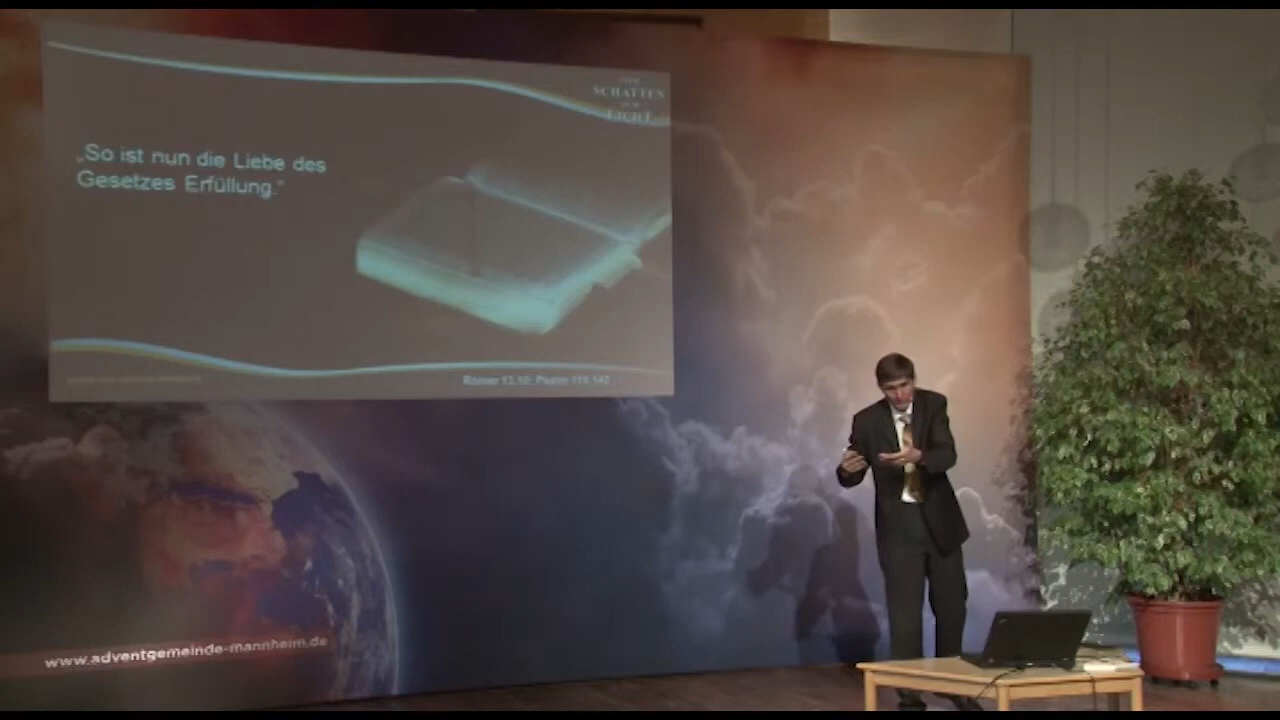 SCHATTEN
LICHT
„So ist nun die Liebe des
Gesetzes Erfüllung.“
Römer 13,10; Psalm 119,142
www.adventgemeinde-mannheim.de